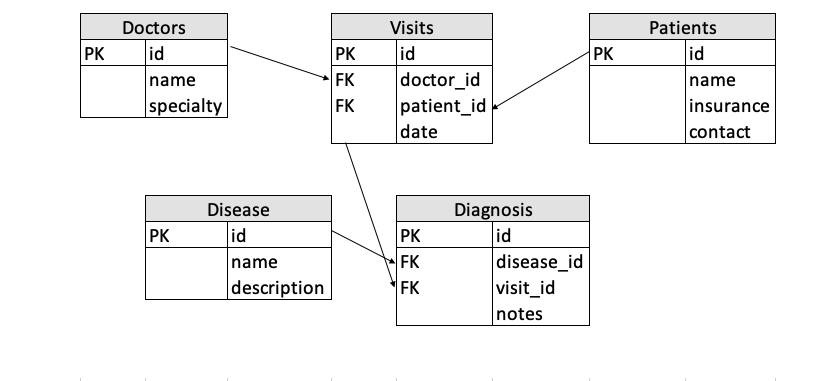 Doctors
PK id
name
specialty
Visits
PK id
FK doctor_id
FK patient_id
date
Patients
PK id
name
insurance
contact
Disease
PK id
name
description
Diagnosis
PK id
FK disease_id
FK visit_id
notes